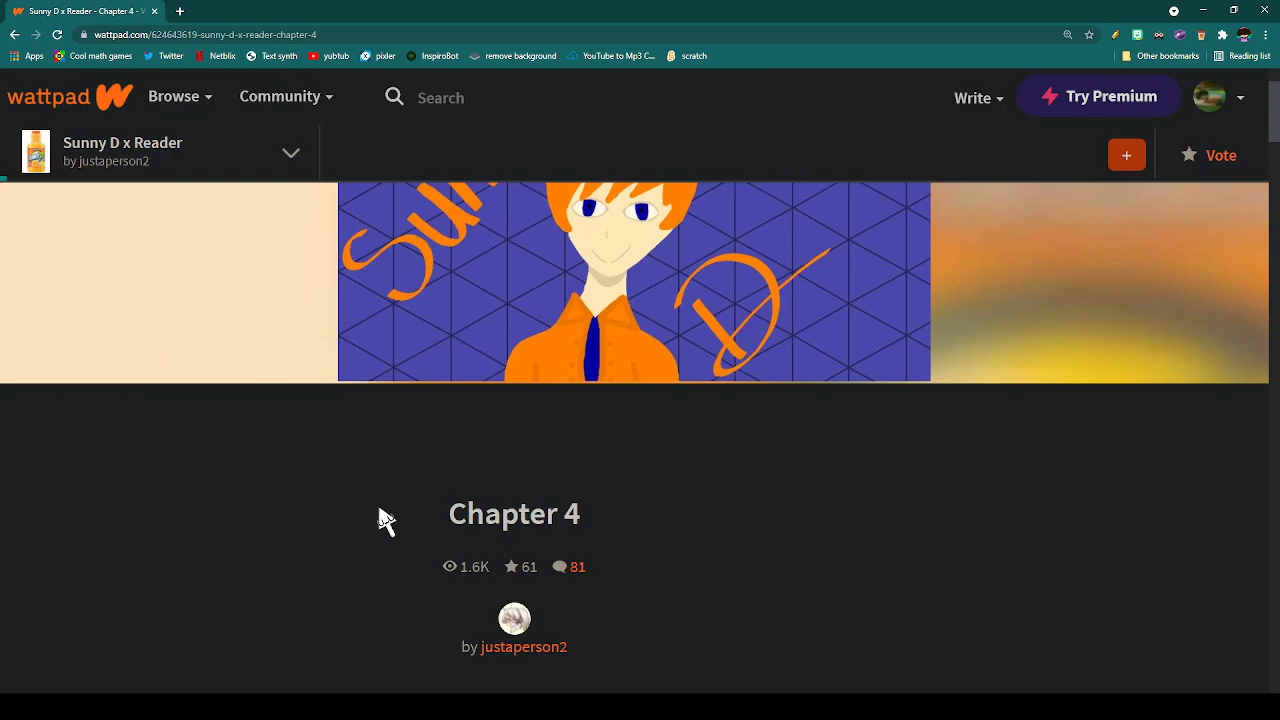 Sunny D x Reader - Chapter 4 - V
wattpad.com/624643619-sunny-d-x-reader-chapter-4
Apps Cool math games Twitter Netblix Text synth yubtub pixler InspiroBot remove background YouTube to Mp3 C... scratch Other bookmarks Reading list
wattpad Browse Community Search Write Try Premium
Sunny D x Reader
by justaperson2
+ Vote
Sun
D
Chapter 4
1.6K 61 81
by justaperson2